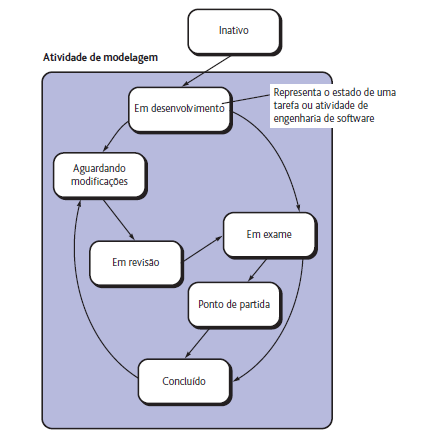 Inativo
Atividade de modelagem
Em desenvolvimento
Representa o estado de uma
tarefa ou atividade de
engenharia de software
Aguardando
modificações
Em exame
Em revisão
Ponto de partida
Concluído